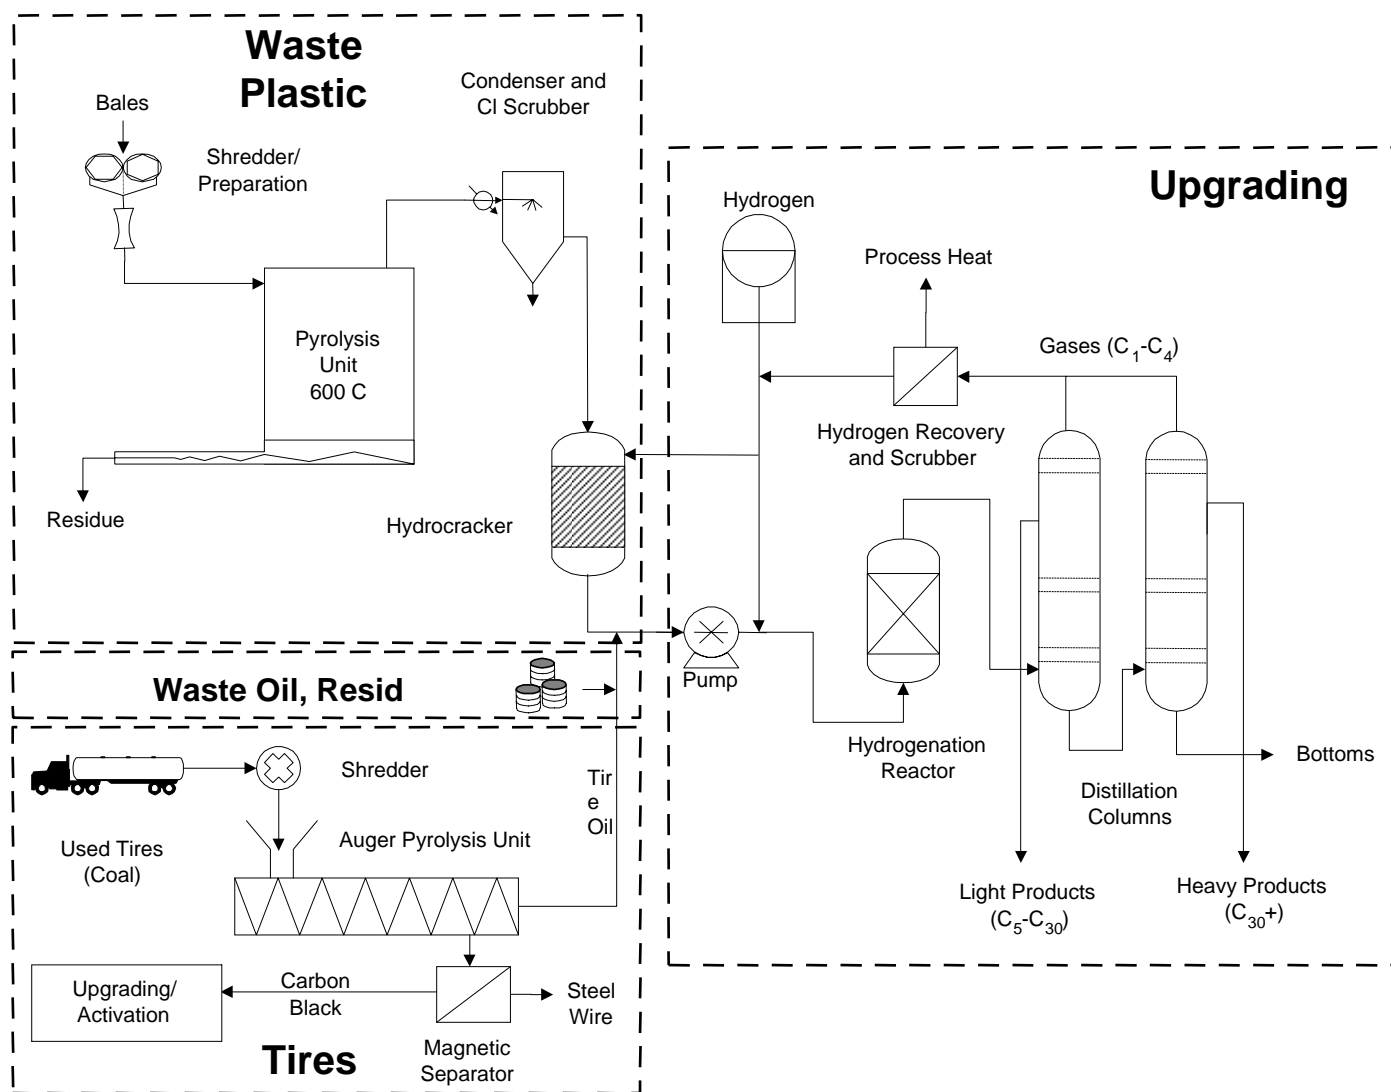 Waste
Plastic
Bales
Shredder/
Preparation
Condenser and
Cl Scrubber
Pyrolysis
Unit
600 C
Residue
Hydrocracker
Waste Oil, Resid
Used Tires
(Coal)
Shredder
Auger Pyrolysis Unit
Tir
e
Oil
Upgrading/
Activation
Carbon
Black
Steel
Wire
Magnetic
Separator
Tires
Upgrading
Hydrogen
Process Heat
Gases (C1-C4)
Hydrogen Recovery
and Scrubber
Pump
Hydrogenation
Reactor
Distillation
Columns
Bottoms
Light Products
(C5-C30)
Heavy Products
(C30+)